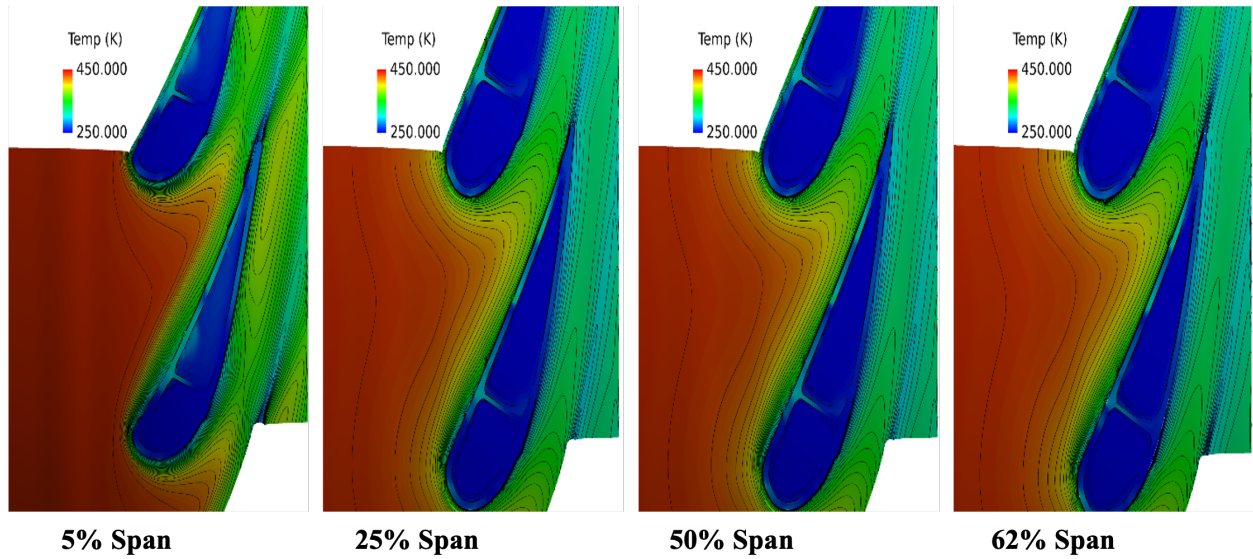 Temp (K)
450.000
250.000
Temp (K)
450.000
250.000
Temp (K)
450.000
250.000
Temp (K)
450.000
250.000
5% Span
25% Span
50% Span
62% Span